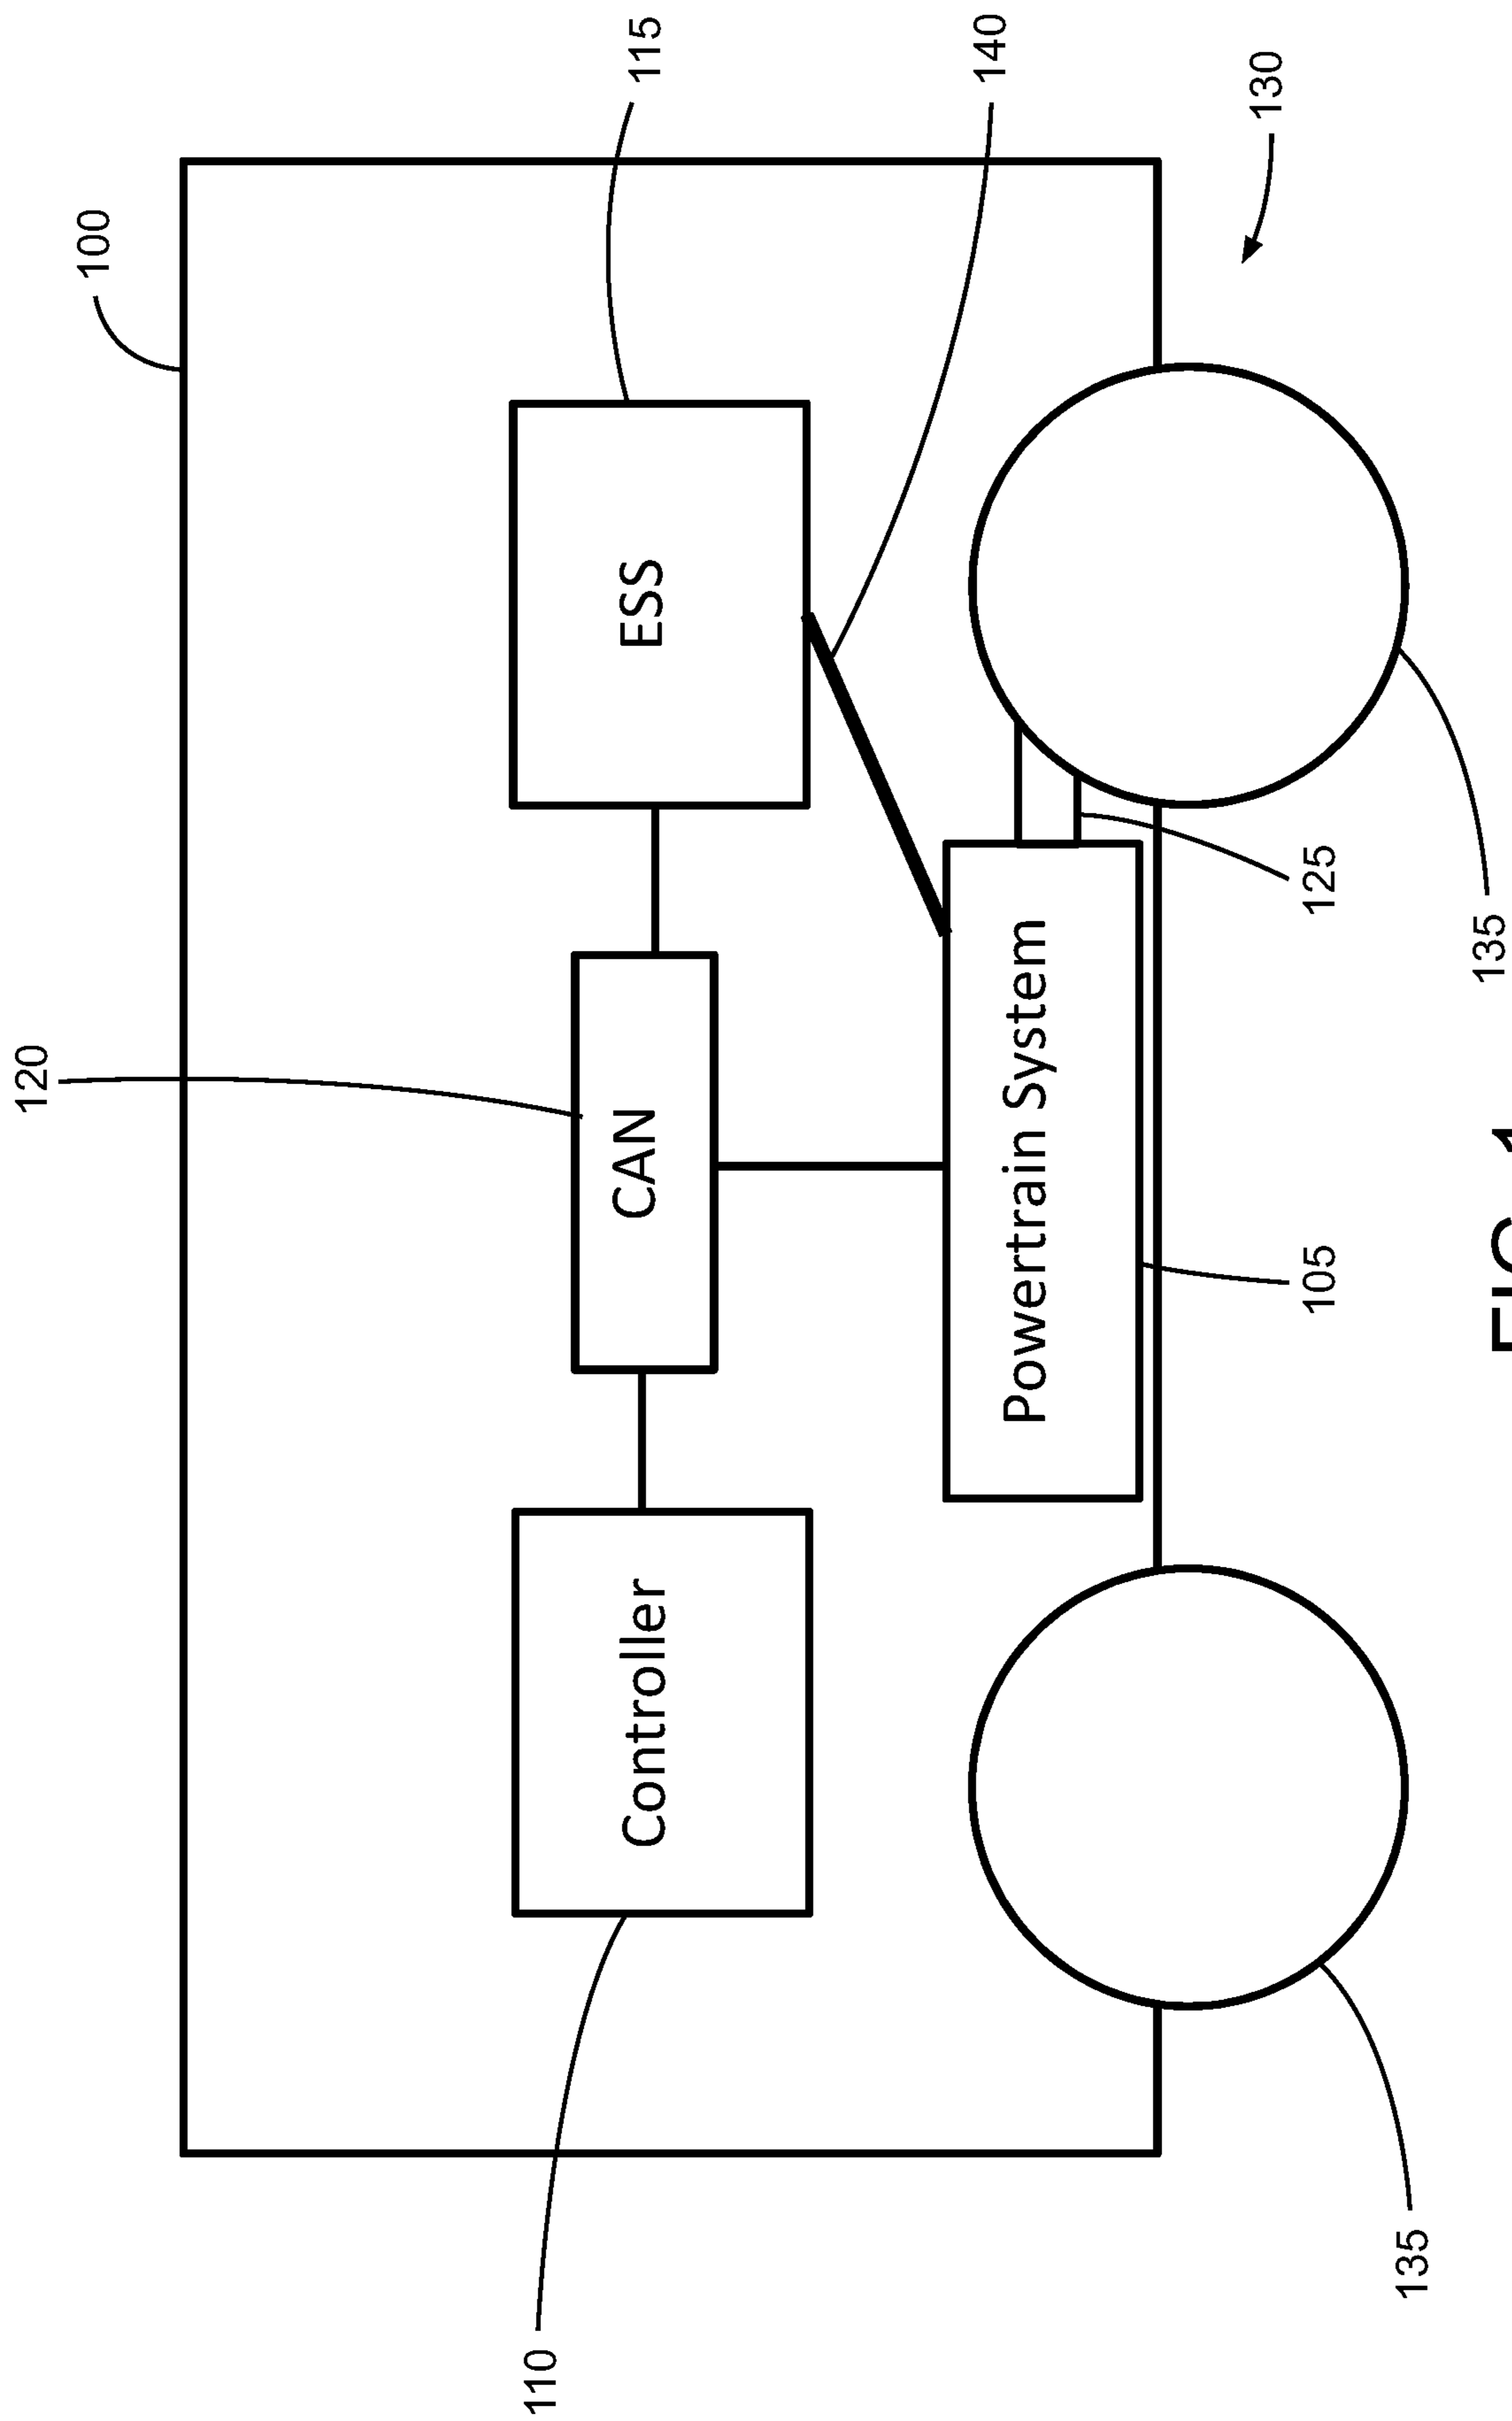 120
100
110
Controller
CAN
ESS
115
140
Powertrain System
130
105
125
135
135
FIG. 1